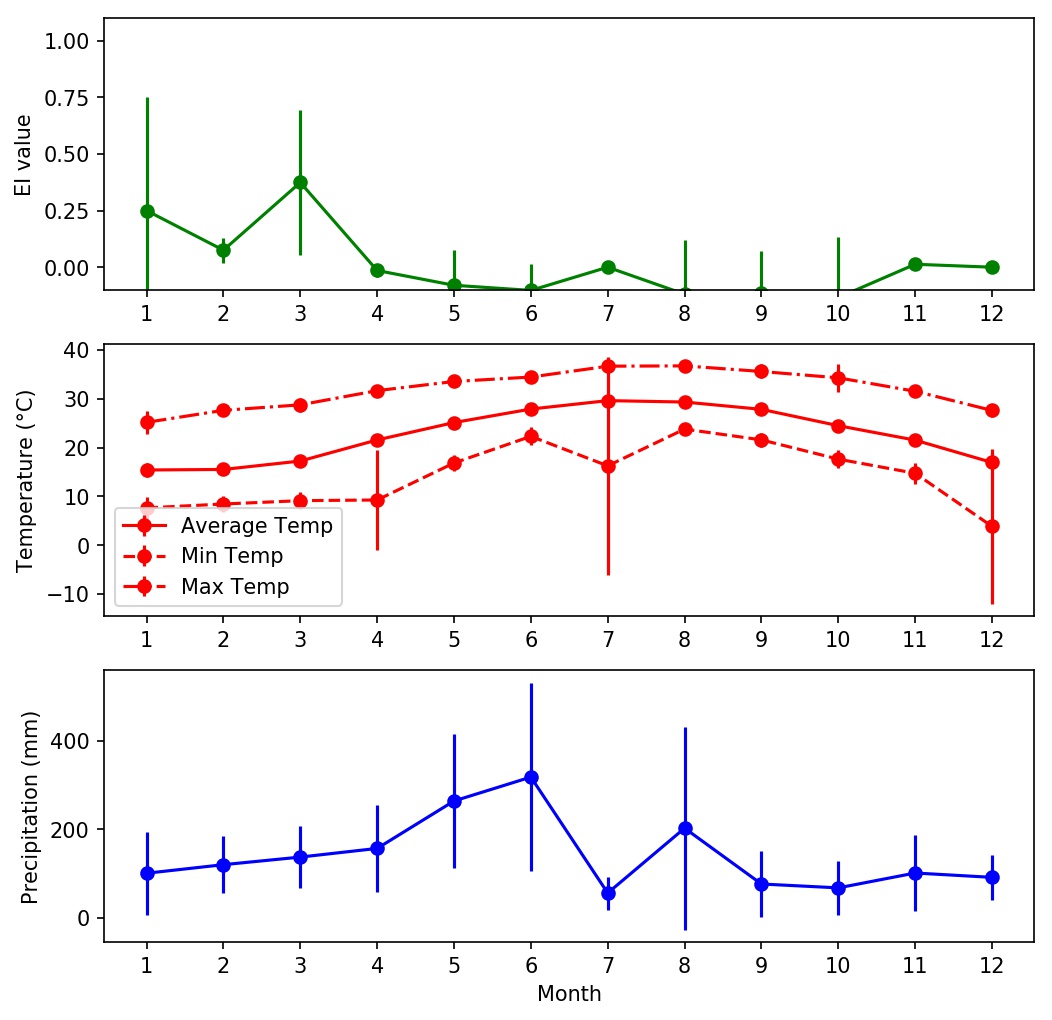 EI value
1.00
0.75
0.50
0.25
0.00
1 2 3 4 5 6 7 8 9 10 11 12
Temperature (°C)
40
30
20
10
0
−10
Average Temp
Min Temp
Max Temp
1 2 3 4 5 6 7 8 9 10 11 12
Precipitation (mm)
400
200
0
1 2 3 4 5 6 7 8 9 10 11 12
Month